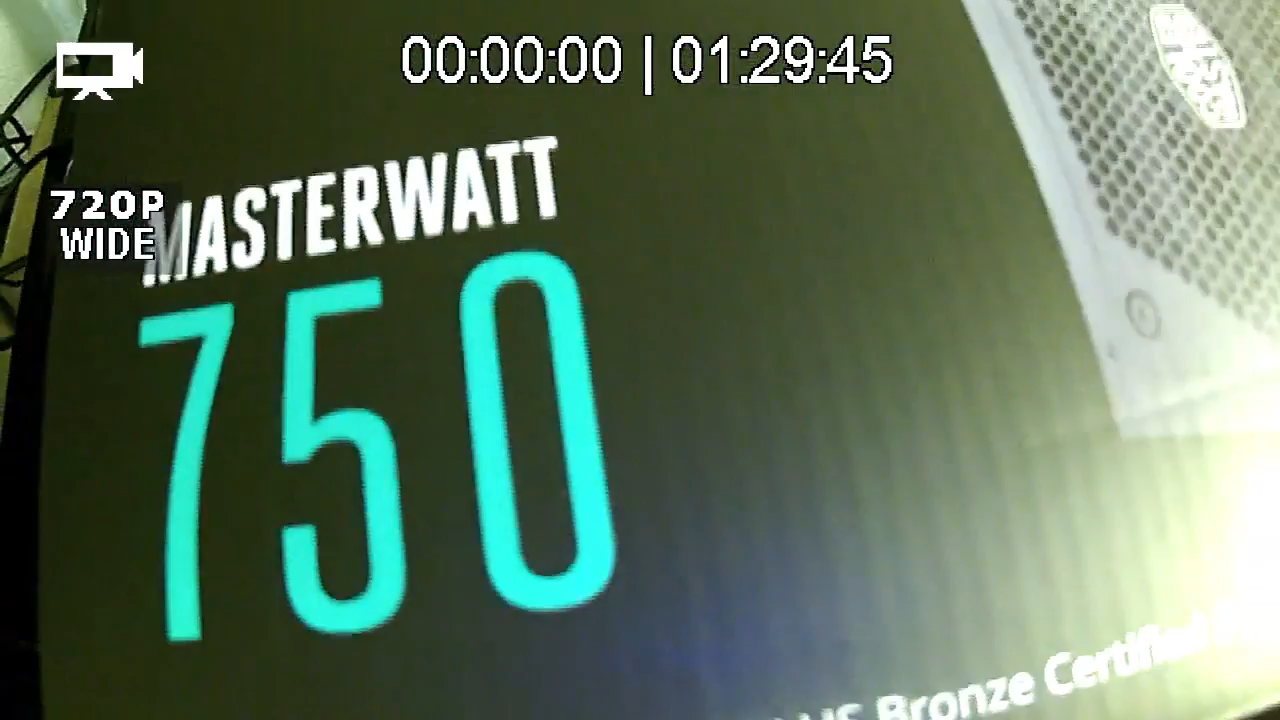 00:00:00 | 01:29:45
720P
WIDE
MASTERWATT
750
Bronze Certified